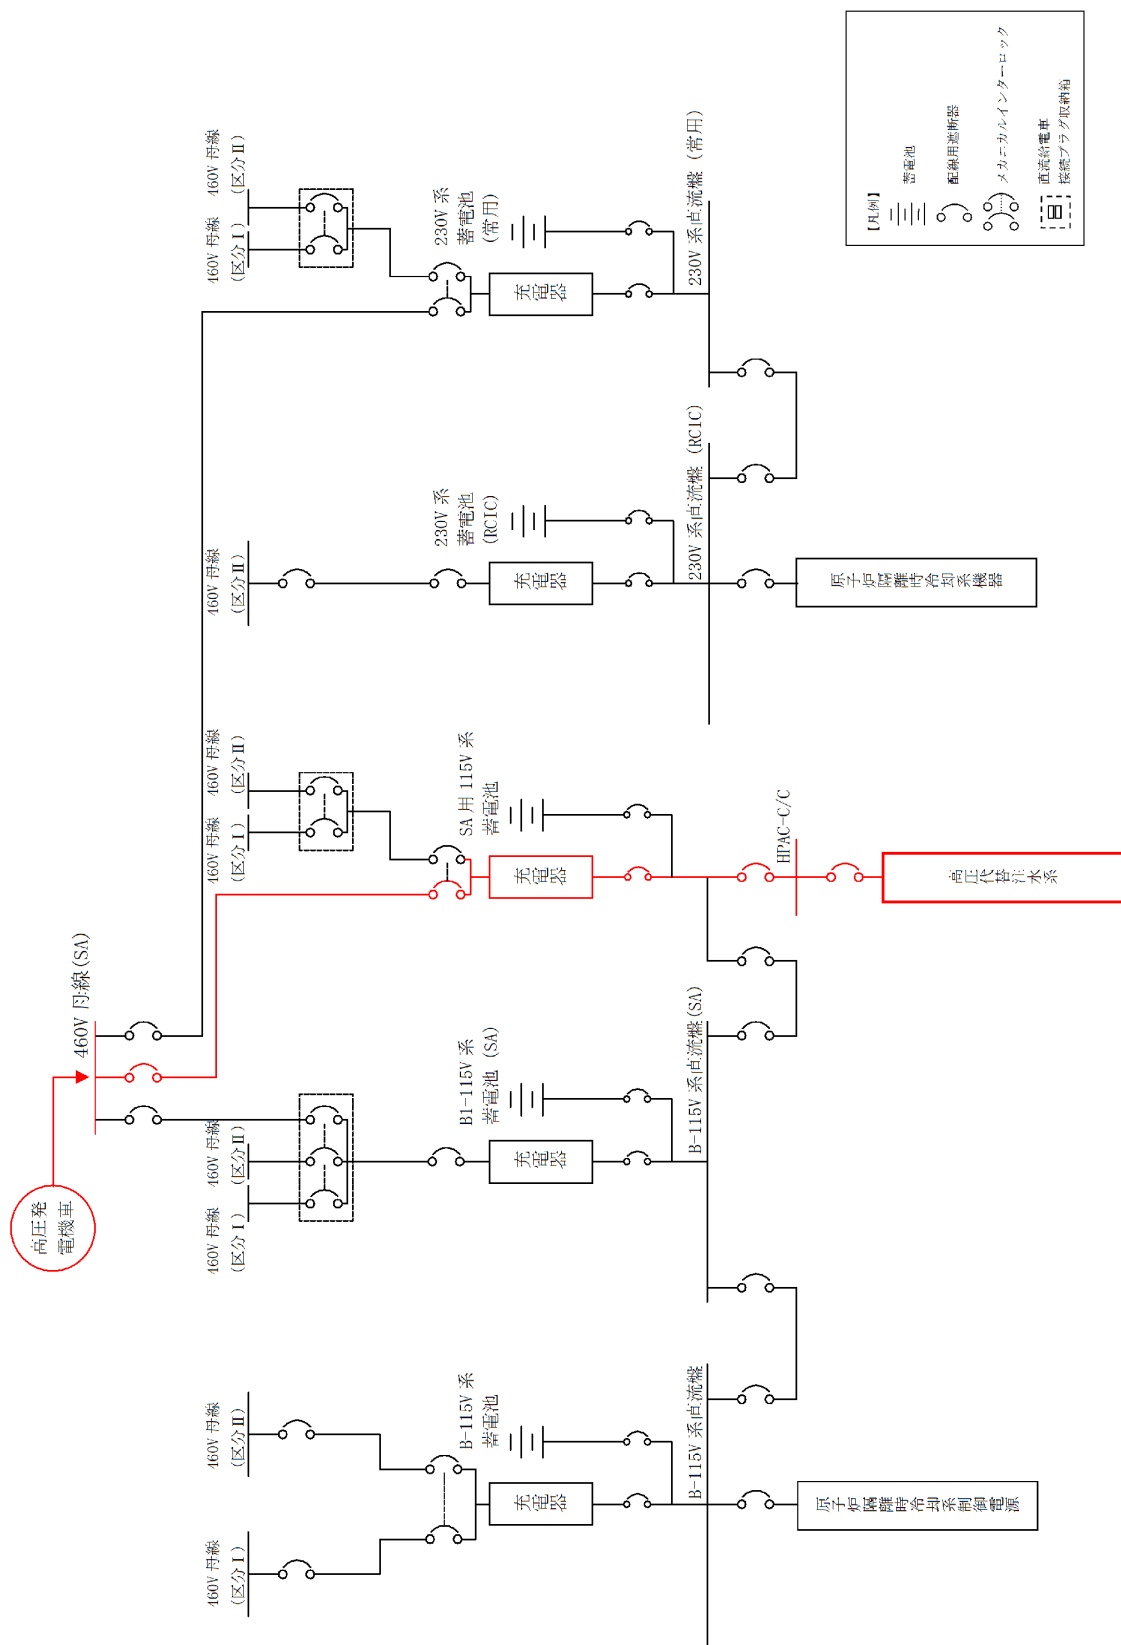 高圧発
電機車
460V 母線(SA)
460V 母線
(区分Ⅰ)
460V 母線
(区分Ⅱ)
B-115V 系
蓄電池
充電器
B-115V 系直流盤
原子炉隔離時冷却系制御電源
460V 母線
(区分Ⅰ)
460V 母線
(区分Ⅱ)
B1-115V 系
蓄電池 (SA)
充電器
B-115V 系直流盤(SA)
460V 母線
(区分Ⅰ)
460V 母線
(区分Ⅱ)
SA 用 115V 系
蓄電池
充電器
HPAC-C/C
高圧代替注水系
460V 母線
(区分Ⅱ)
230V 系
蓄電池
(RCIC)
充電器
230V 系直流盤 (RCIC)
原子炉隔離時冷却系機器
460V 母線
(区分Ⅰ)
460V 母線
(区分Ⅱ)
230V 系
蓄電池
(常用)
充電器
230V 系直流盤 (常用)
【凡例】
蓄電池
配線用遮断器
メカニカルインターロック
直流給電車
接続プラグ収納箱